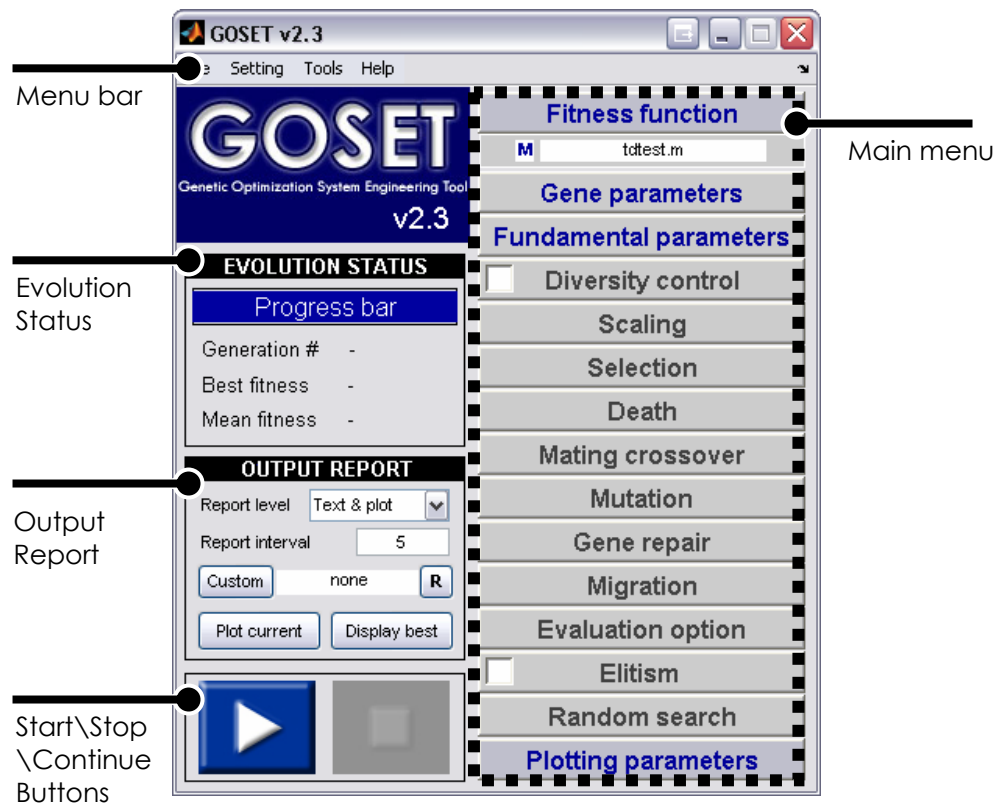 GOSET v2.3
Setting Tools Help
Menu bar
GOSET
Genetic Optimization System Engineering Tool
v2.3
Evolution
Status
EVOLUTION STATUS
Progress bar
Generation # -
Best fitness -
Mean fitness -
Output
Report
OUTPUT REPORT
Report level Text & plot
Report interval 5
Custom none R
Plot current Display best
Start\Stop
\Continue
Buttons
Main menu
Fitness function
M tdtest.m
Gene parameters
Fundamental parameters
Diversity control
Scaling
Selection
Death
Mating crossover
Mutation
Gene repair
Migration
Evaluation option
Elitism
Random search
Plotting parameters